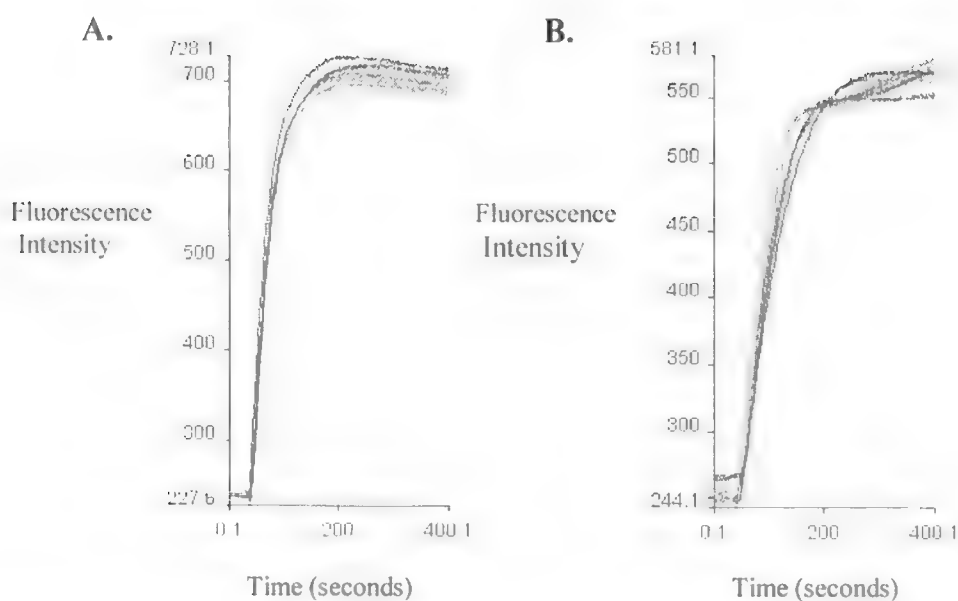 A.
728 1
700
600
500
400
300
227 6
Fluorescence
Intensity
0 1
200
400 1
Time (seconds)
B.
581 1
550
500
450
400
350
300
244.1
Fluorescence
Intensity
0 1
200
400 1
Time (seconds)